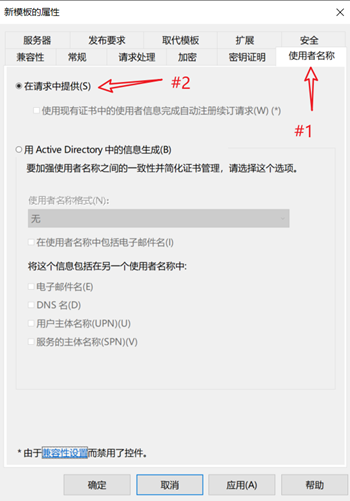 新模板的属性
服务器 发布要求 取代模板 扩展 安全
兼容性 常规 请求处理 加密 密钥证明 使用者名称
在请求中提供(S)
#2
使用现有证书中的使用者信息完成自动注册续订请求(W) (*)
#1
用 Active Directory 中的信息生成(B)
要加强使用者名称之间的一致性并简化证书管理，请选择这个选项。
使用者名称格式(N):
无
在使用者名称中包括电子邮件名(I)
将这个信息包括在另一个使用者名称中:
电子邮件名(E)
DNS 名(D)
用户主体名称(UPN)(U)
服务的主体名称(SPN)(V)
* 由于兼容性设置而禁用了控件。
确定 取消 应用(A) 帮助